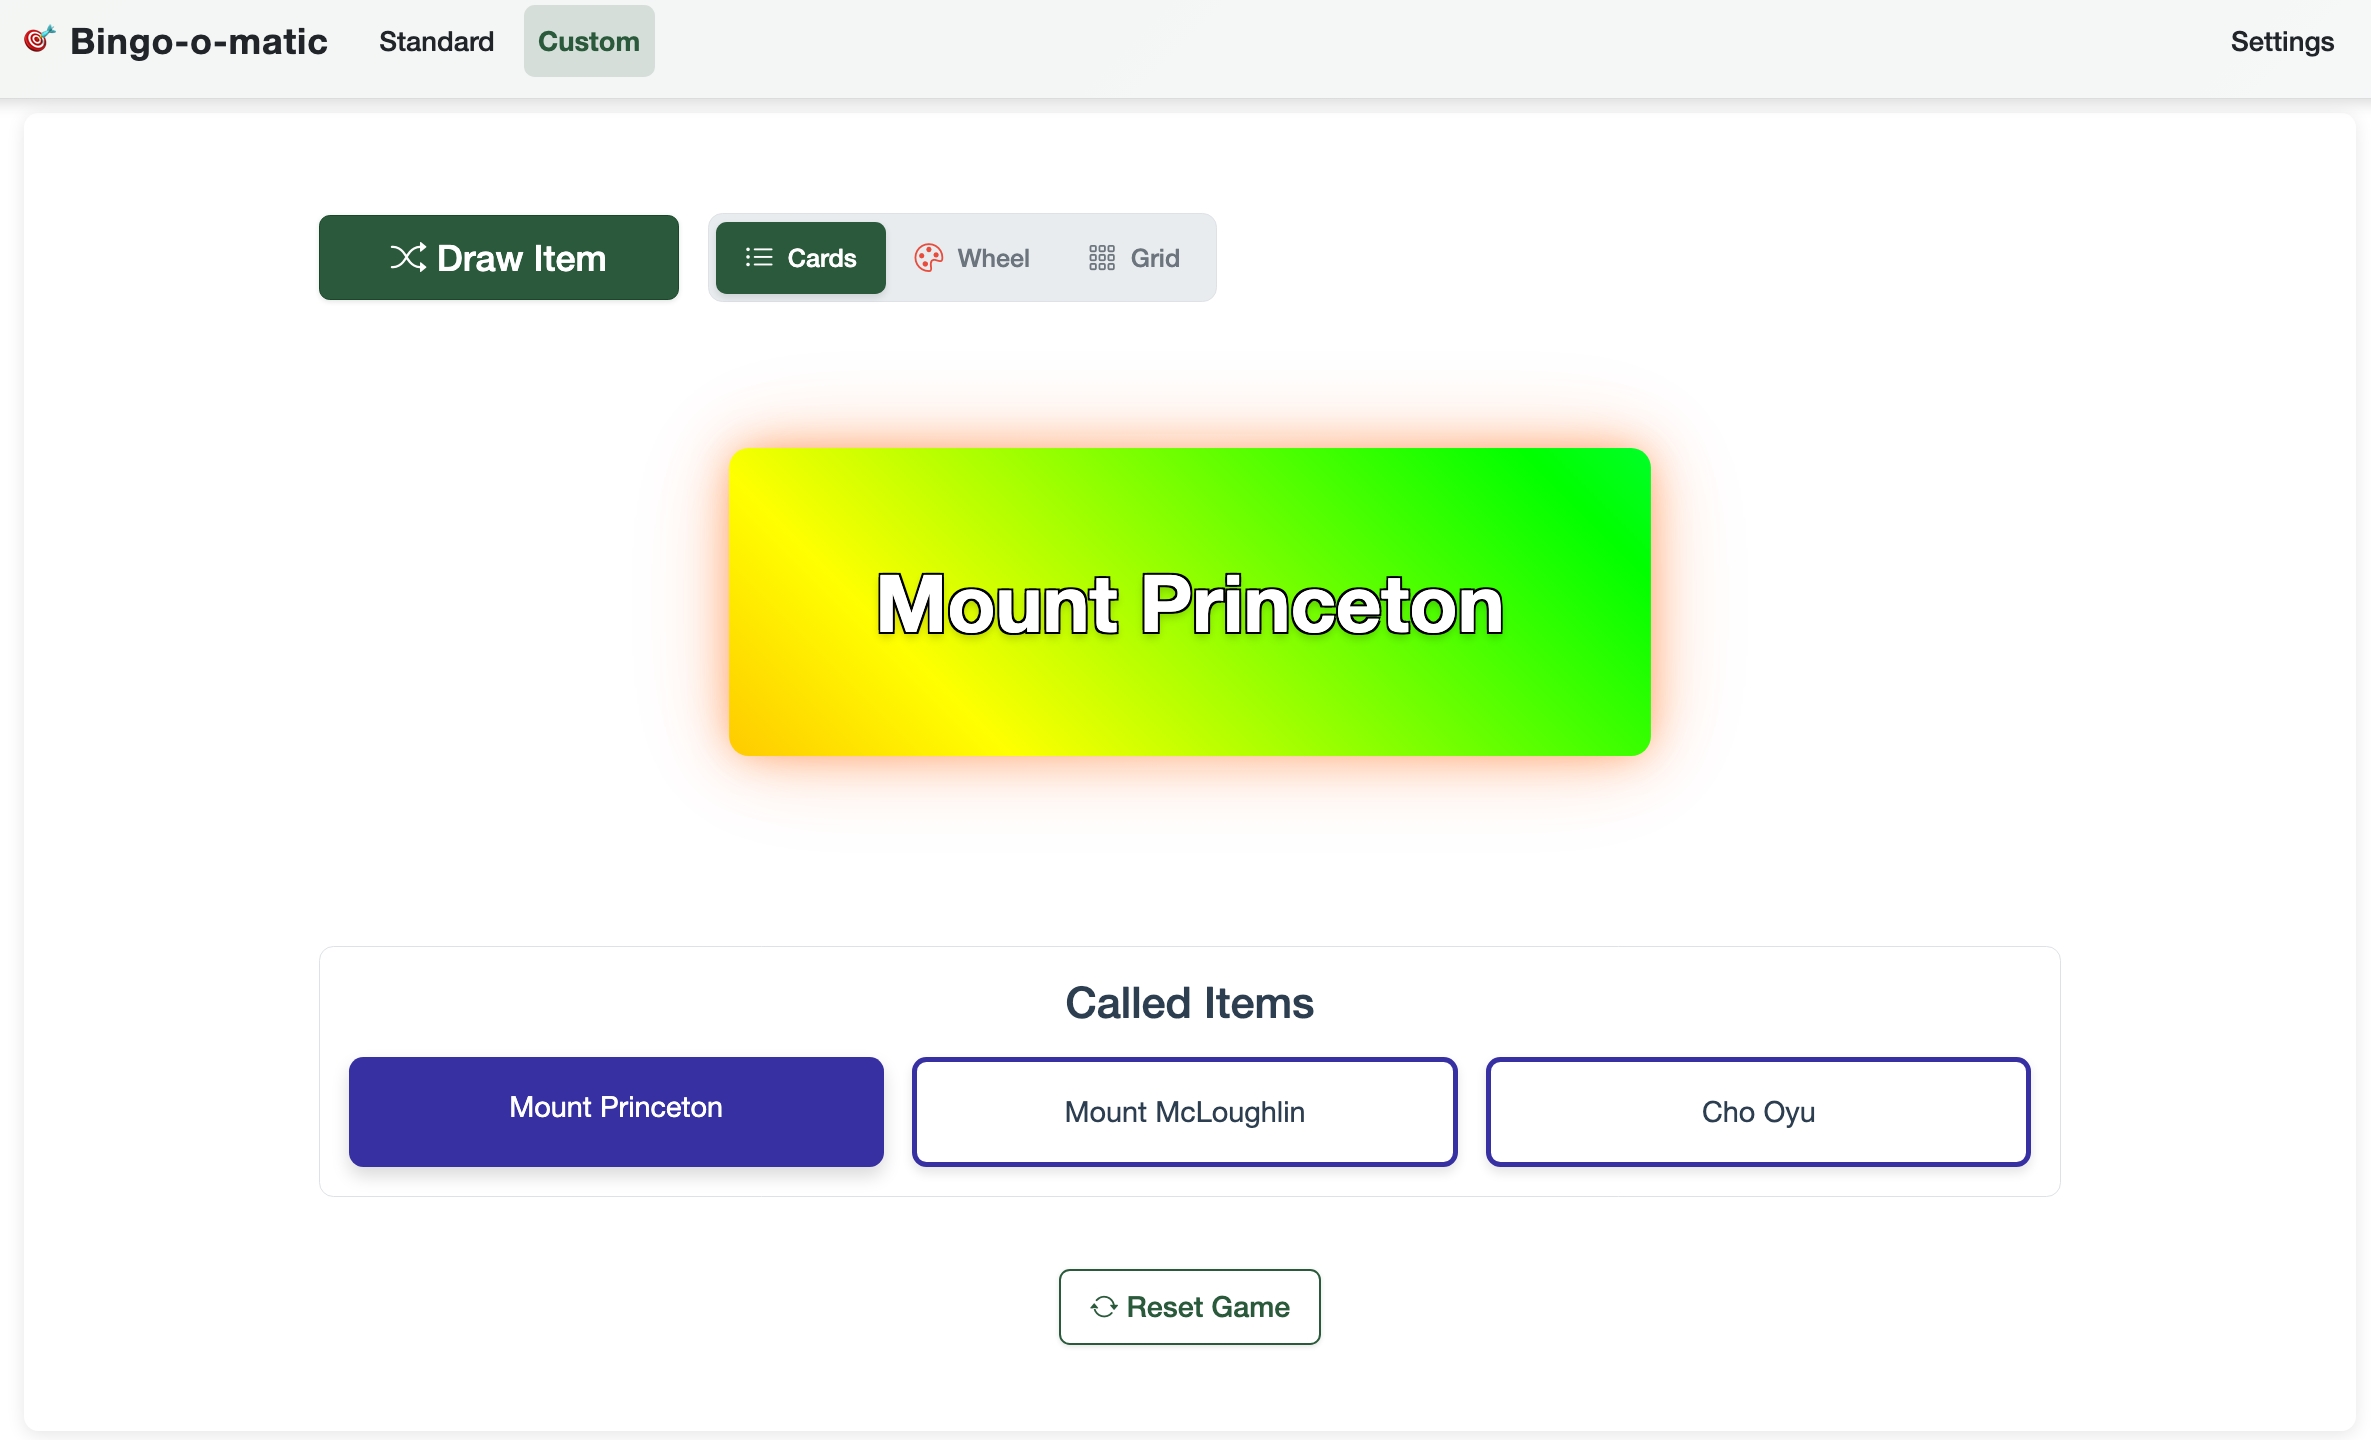 Bingo-o-matic
Standard
Custom
Settings
Draw Item
Cards
Wheel
Grid
Mount Princeton
Called Items
Mount Princeton
Mount McLoughlin
Cho Oyu
Reset Game